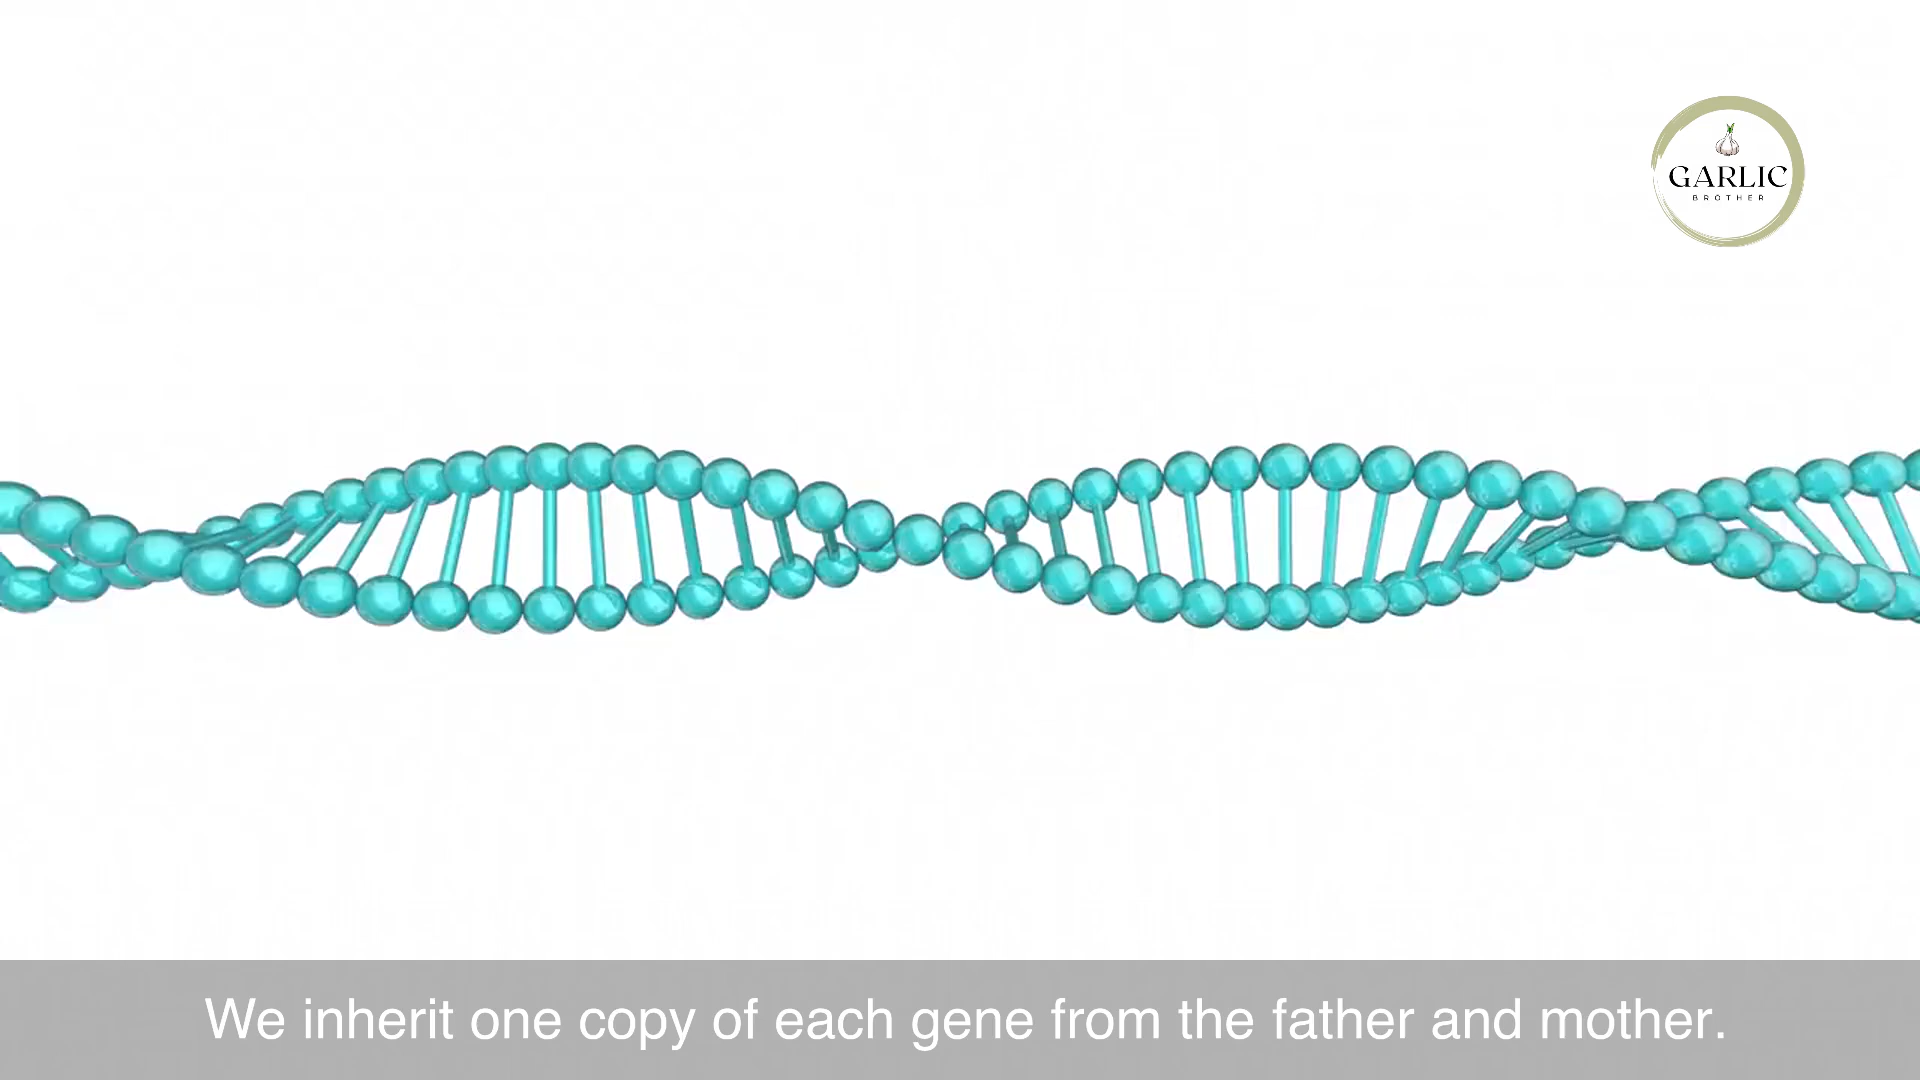 GARLIC
BROTHER
We inherit one copy of each gene from the father and mother.